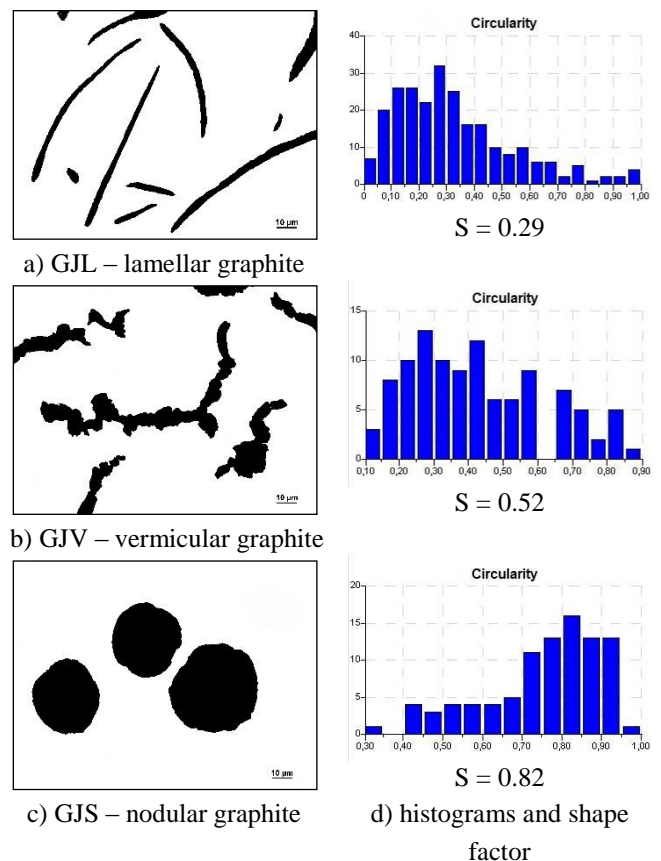 Circularity
40
30
20
10
0
0 0,10 0,20 0,30 0,40 0,50 0,60 0,70 0,80 0,90 1,00
10 µm
S = 0.29
a) GJL – lamellar graphite
Circularity
15
10
5
0
0,10 0,20 0,30 0,40 0,50 0,60 0,70 0,80 0,90
10 µm
S = 0.52
b) GJV – vermicular graphite
Circularity
20
15
10
5
0
0,30 0,40 0,50 0,60 0,70 0,80 0,90 1,00
10 µm
S = 0.82
c) GJS – nodular graphite
d) histograms and shape
factor